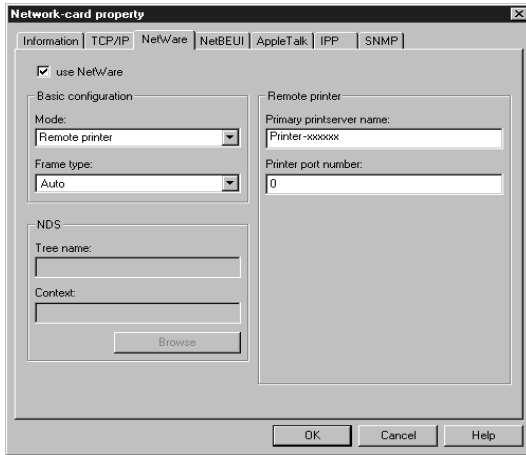 Network-card property
Information TCP/IP NetWare NetBEUI AppleTalk IPP SNMP
use NetWare
Basic configuration
Mode:
Remote printer
Frame type:
Auto
NDS
Tree name:
Context:
Browse
Remote printer
Primary printserver name:
Printer-xxxxxx
Printer port number:
0
OK Cancel Help